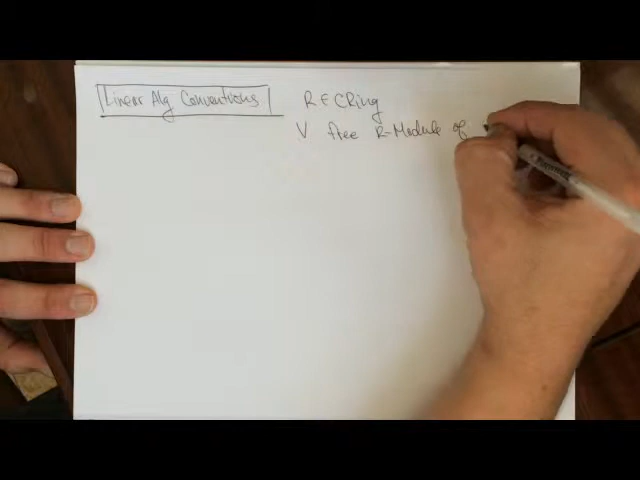 Linear Alg Conventions
R ∈ CRing
V free R-Module of